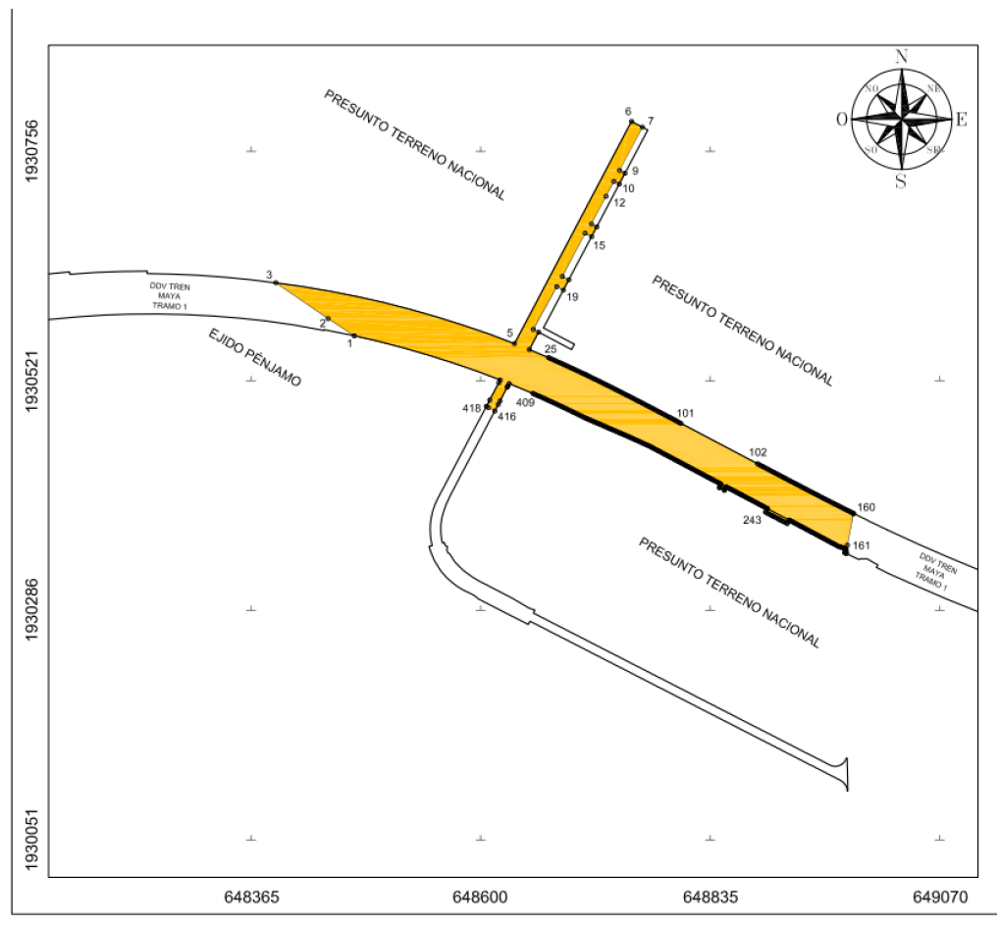 N
NO
NE
O
E
SO
SE
S
6
7
PRESUNTO TERRENO NACIONAL
1930756
9
10
12
15
3
DDV TREN
MAYA
TRAMO 1
19
PRESUNTO TERRENO NACIONAL
2
1
EJIDO PÉNJAMO
5
25
1930521
418
409
416
101
102
160
243
161
DDV TREN
MAYA
TRAMO 1
PRESUNTO TERRENO NACIONAL
1930286
1930051
648365
648600
648835
649070